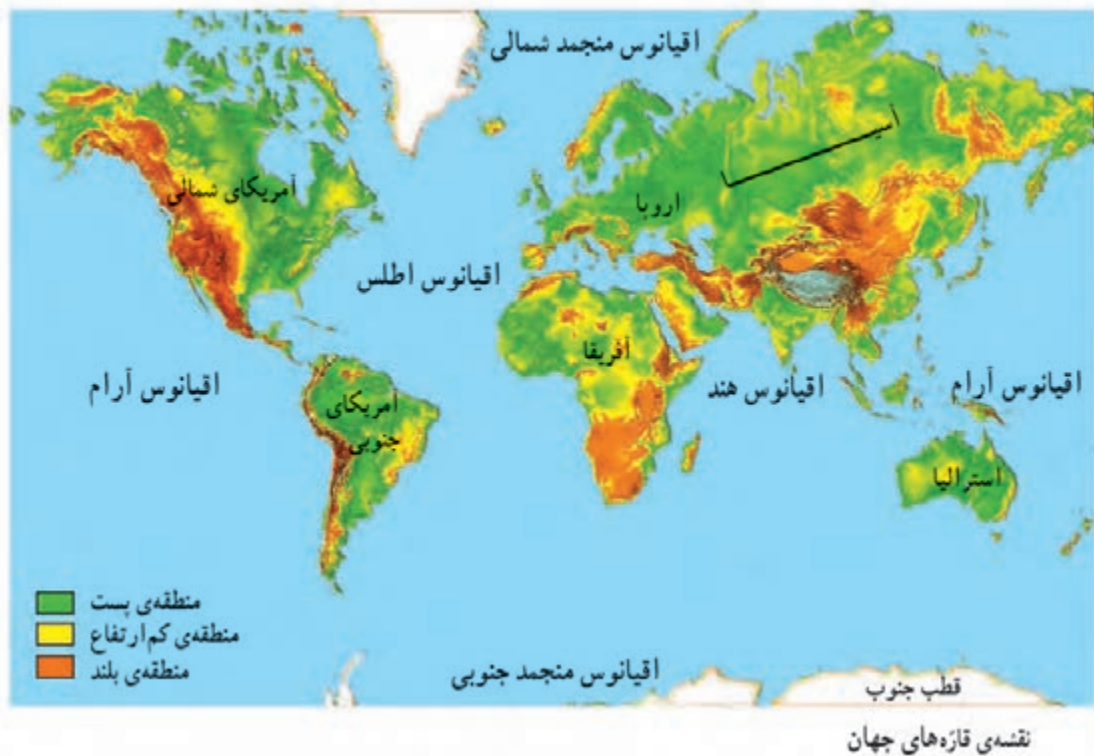 اقیانوس منجمد شمالی
آسیا
آمریکای شمالی
اروپا
اقیانوس اطلس
آفریقا
اقیانوس آرام
اقیانوس هند
اقیانوس آرام
آمریکای
جنوبی
استرالیا
منطقه‌ی پست
منطقه‌ی کم ارتفاع
منطقه‌ی بلند
اقیانوس منجمد جنوبی
قطب جنوب
نقشه‌ی قارّه‌های جهان